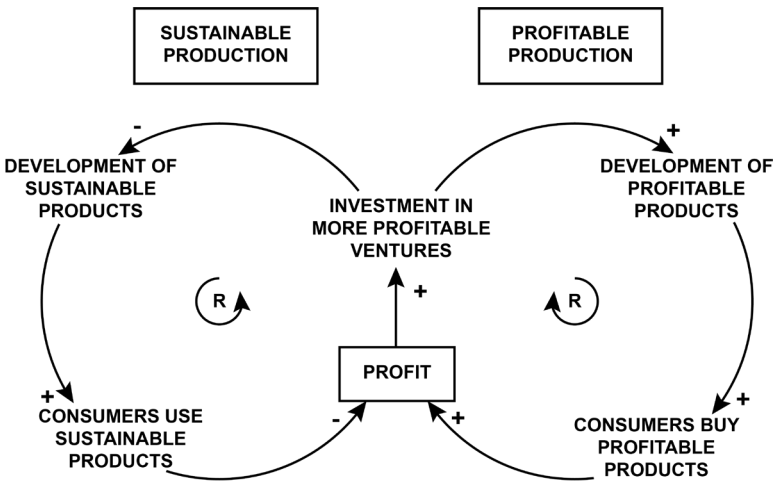 SUSTAINABLE
PRODUCTION
PROFITABLE
PRODUCTION
-
+
DEVELOPMENT OF
SUSTAINABLE
PRODUCTS
DEVELOPMENT OF
PROFITABLE
PRODUCTS
INVESTMENT IN
MORE PROFITABLE
VENTURES
R
+
R
PROFIT
+
CONSUMERS USE
SUSTAINABLE
PRODUCTS
-
+
+
CONSUMERS BUY
PROFITABLE
PRODUCTS